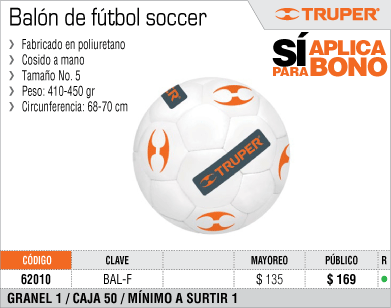 Balón de fútbol soccer
TRUPER®
Fabricado en poliuretano
Cosido a mano
Tamaño No. 5
Peso: 410-450 gr
Circunferencia: 68-70 cm
SÍ APLICA
PARA BONO
TRUPER
CÓDIGO CLAVE MAYOREO PÚBLICO R
62010 BAL-F $ 135 $ 169
GRANEL 1 / CAJA 50 / MÍNIMO A SURTIR 1